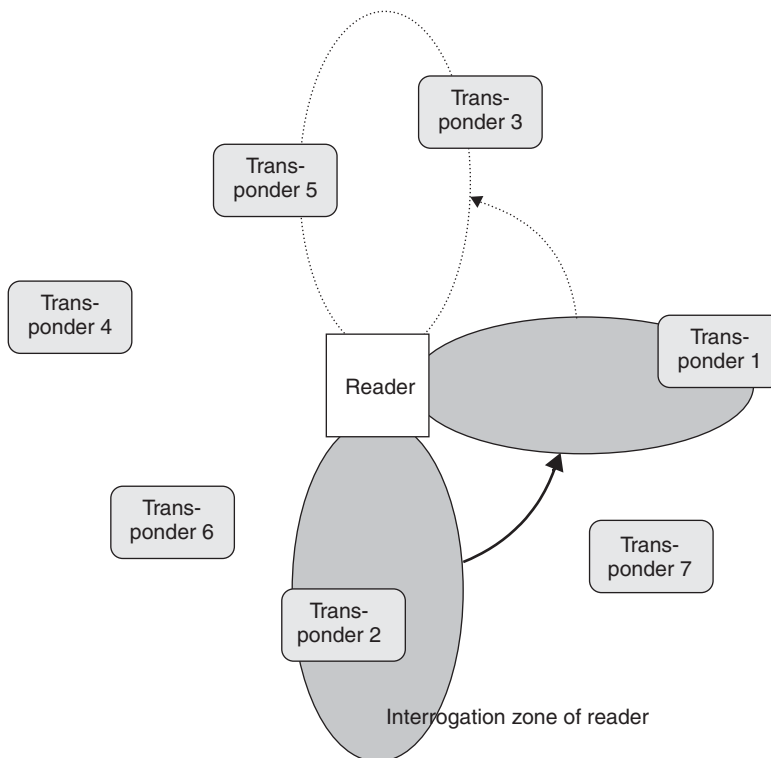 Trans-
ponder 3
Trans-
ponder 5
Trans-
ponder 4
Trans-
ponder 1
Reader
Trans-
ponder 6
Trans-
ponder 7
Trans-
ponder 2
Interrogation zone of reader